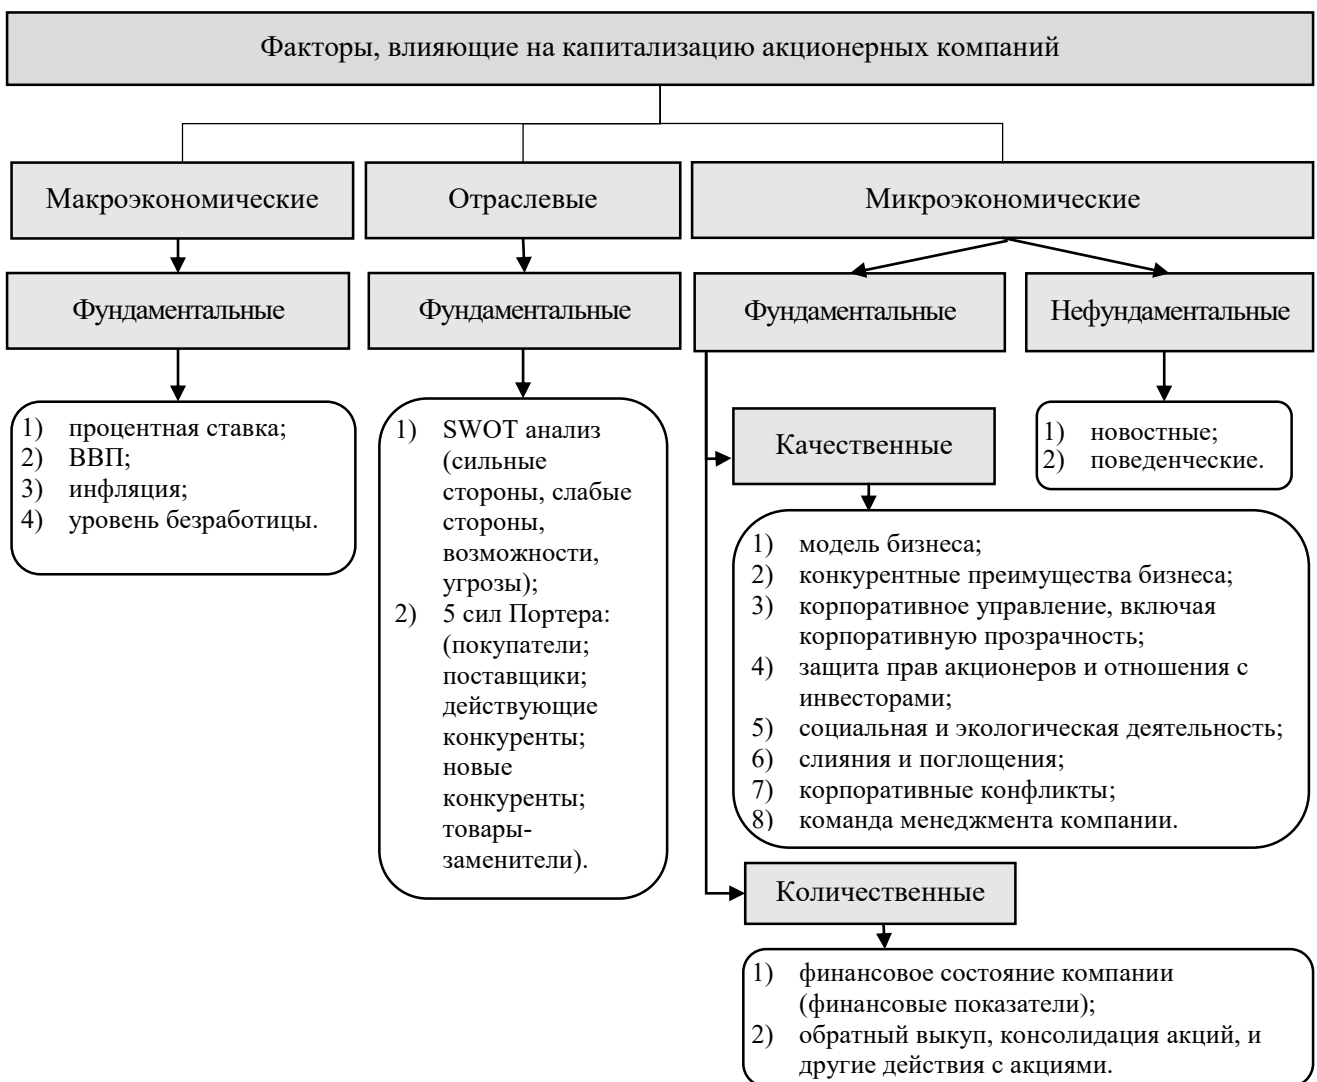 Факторы, влияющие на капитализацию акционерных компаний
Макроэкономические
Отраслевые
Микроэкономические
Фундаментальные
Фундаментальные
Фундаментальные
Нефундаментальные
1) процентная ставка;
2) ВВП;
3) инфляция;
4) уровень безработицы.
1) SWOT анализ
(сильные
стороны, слабые
стороны,
возможности,
угрозы);
2) 5 сил Портера:
(покупатели;
поставщики;
действующие
конкуренты;
новые
конкуренты;
товары-
заменители).
Качественные
1) новостные;
2) поведенческие.
1) модель бизнеса;
2) конкурентные преимущества бизнеса;
3) корпоративное управление, включая
корпоративную прозрачность;
4) защита прав акционеров и отношения с
инвесторами;
5) социальная и экологическая деятельность;
6) слияния и поглощения;
7) корпоративные конфликты;
8) команда менеджмента компании.
Количественные
1) финансовое состояние компании
(финансовые показатели);
2) обратный выкуп, консолидация акций, и
другие действия с акциями.